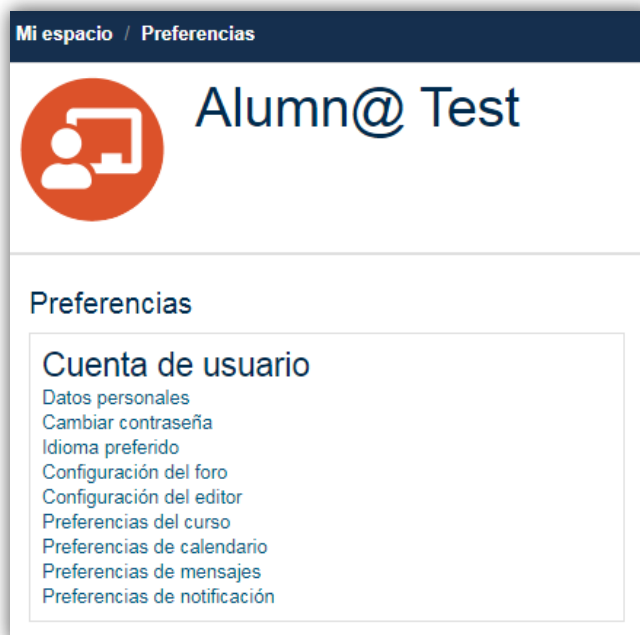 Mi espacio / Preferencias
Alumn@ Test
Preferencias
Cuenta de usuario
Datos personales
Cambiar contraseña
Idioma preferido
Configuración del foro
Configuración del editor
Preferencias del curso
Preferencias de calendario
Preferencias de mensajes
Preferencias de notificación